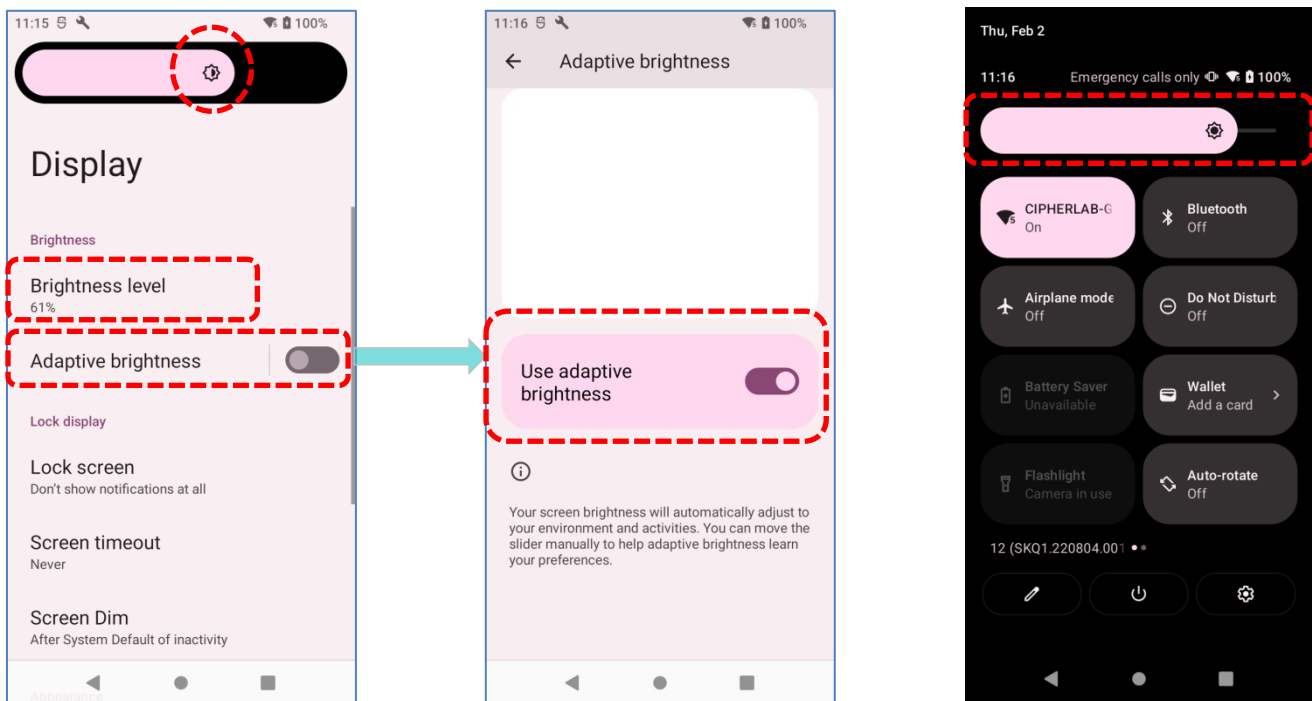 11:15 100%
Display
Brightness
Brightness level
61%
Adaptive brightness
Lock display
Lock screen
Don't show notifications at all
Screen timeout
Never
Screen Dim
After System Default of inactivity
Appearance
11:16 100%
Adaptive brightness
Use adaptive
brightness
Your screen brightness will automatically adjust to
your environment and activities. You can move the
slider manually to help adaptive brightness learn
your preferences.
Thu, Feb 2
11:16 Emergency calls only 100%
CIPHERLAB-G
On
Bluetooth
Off
Airplane mode
Off
Do Not Disturb
Off
Battery Saver
Unavailable
Wallet
Add a card
Flashlight
Camera in use
Auto-rotate
Off
12 (SKQ1.220804.001